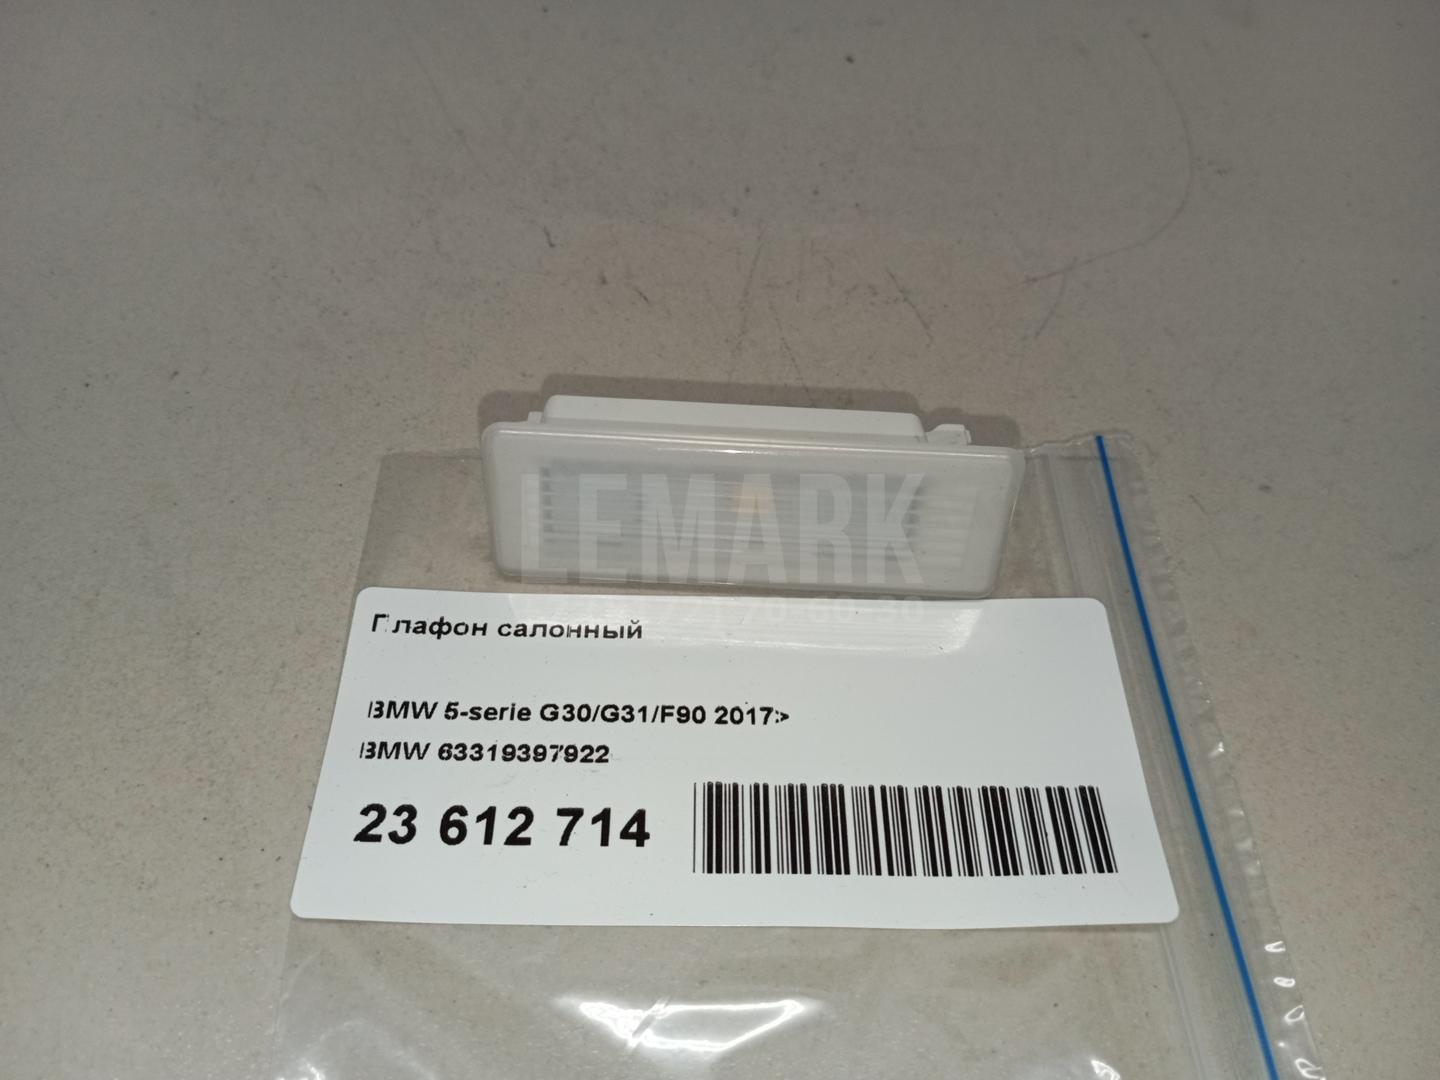 LEMARK
Плафон салонный
BMW 5-serie G30/G31/F90 2017>
BMW 63319397922
23 612 714